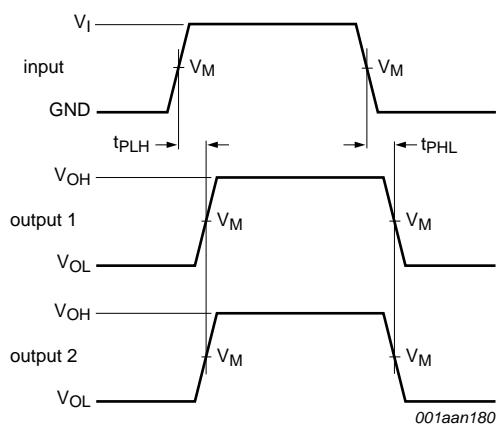 V_I
input
V_M V_M
GND
t_PLH t_PHL
V_OH
output 1
V_M V_M
V_OL
V_OH
output 2
V_M V_M
V_OL
001aan180